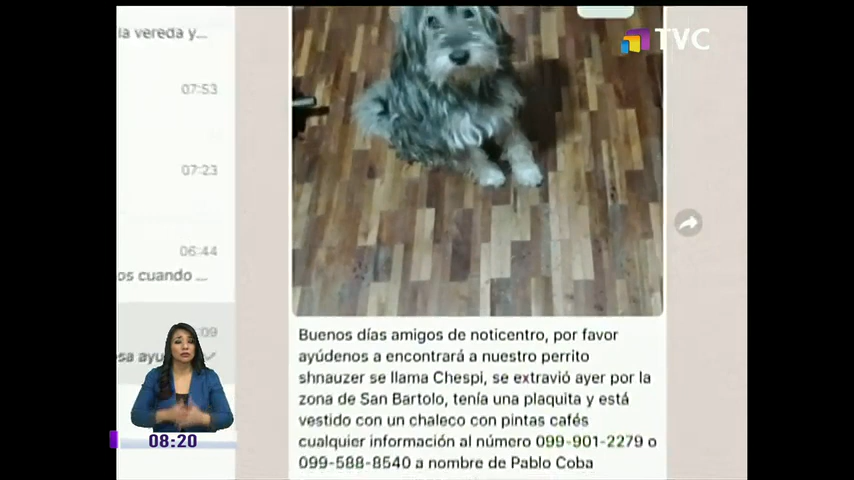 TVC
la vereda y...
07:53
07:23
06:44
os cuando ...
:09
sa ayu
Buenos días amigos de noticentro, por favor
ayúdenos a encontrará a nuestro perrito
shnauzer se llama Chespi, se extravió ayer por la
zona de San Bartolo, tenía una plaquita y está
vestido con un chaleco con pintas cafés
cualquier información al número 099-901-2279 o
099-588-8540 a nombre de Pablo Coba
08:20